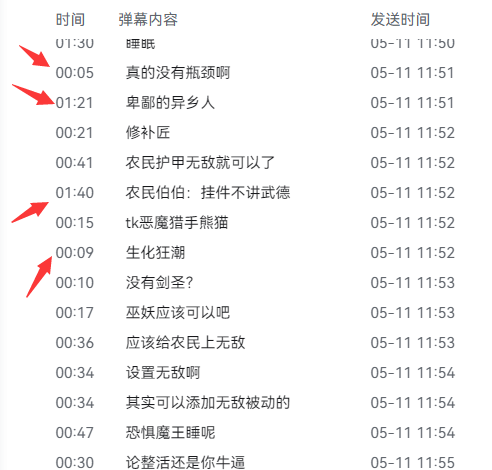 时间 弹幕内容 发送时间
01:30 睡眠 05-11 11:50
00:05 真的没有瓶颈啊 05-11 11:51
01:21 卑鄙的异乡人 05-11 11:51
00:21 修补匠 05-11 11:52
00:41 农民护甲无敌就可以了 05-11 11:52
01:40 农民伯伯：挂件不讲武德 05-11 11:52
00:15 tk恶魔猎手熊猫 05-11 11:52
00:09 生化狂潮 05-11 11:52
00:10 没有剑圣？ 05-11 11:53
00:17 巫妖应该可以吧 05-11 11:53
00:36 应该给农民上无敌 05-11 11:53
00:34 设置无敌啊 05-11 11:54
00:34 其实可以添加无敌被动的 05-11 11:54
00:47 恐惧魔王睡呢 05-11 11:54
00:30 论整活还是你牛逼 05-11 11:55